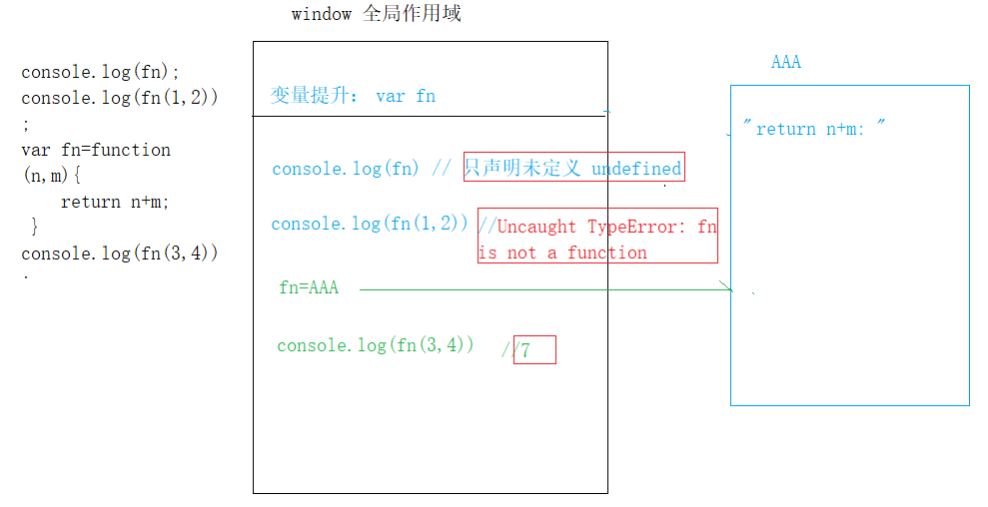 window 全局作用域
console.log(fn);
console.log(fn(1,2))
;
var fn=function
(n,m){
return n+m;
}
console.log(fn(3,4))
变量提升： var fn
console.log(fn) // 只声明未定义 undefined
console.log(fn(1,2)) //Uncaught TypeError: fn
is not a function
fn=AAA
console.log(fn(3,4)) //7
AAA
"return n+m: "